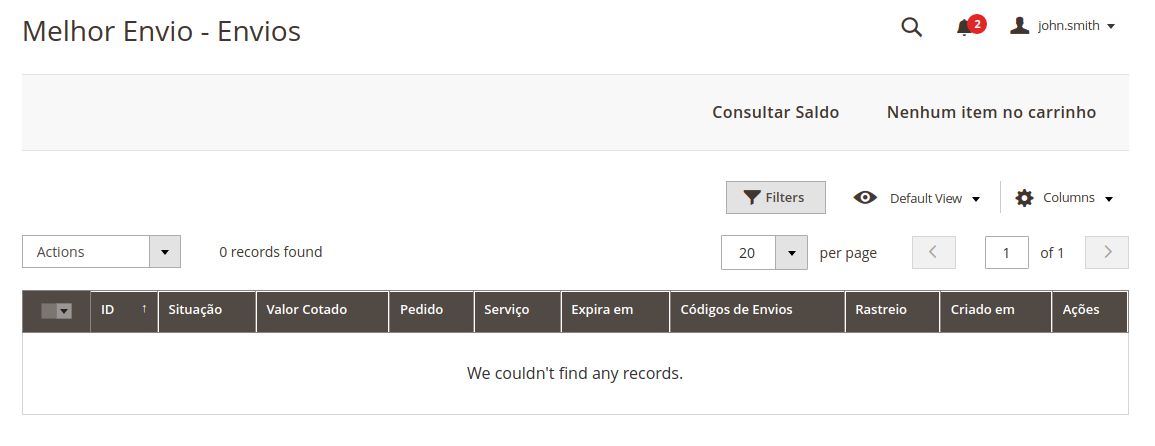 Melhor Envio - Envios
2
john.smith
Consultar Saldo Nenhum item no carrinho
Filters Default View Columns
Actions 0 records found 20 per page 1 of 1
ID ↑ Situação Valor Cotado Pedido Serviço Expira em Códigos de Envios Rastreio Criado em Ações
We couldn't find any records.